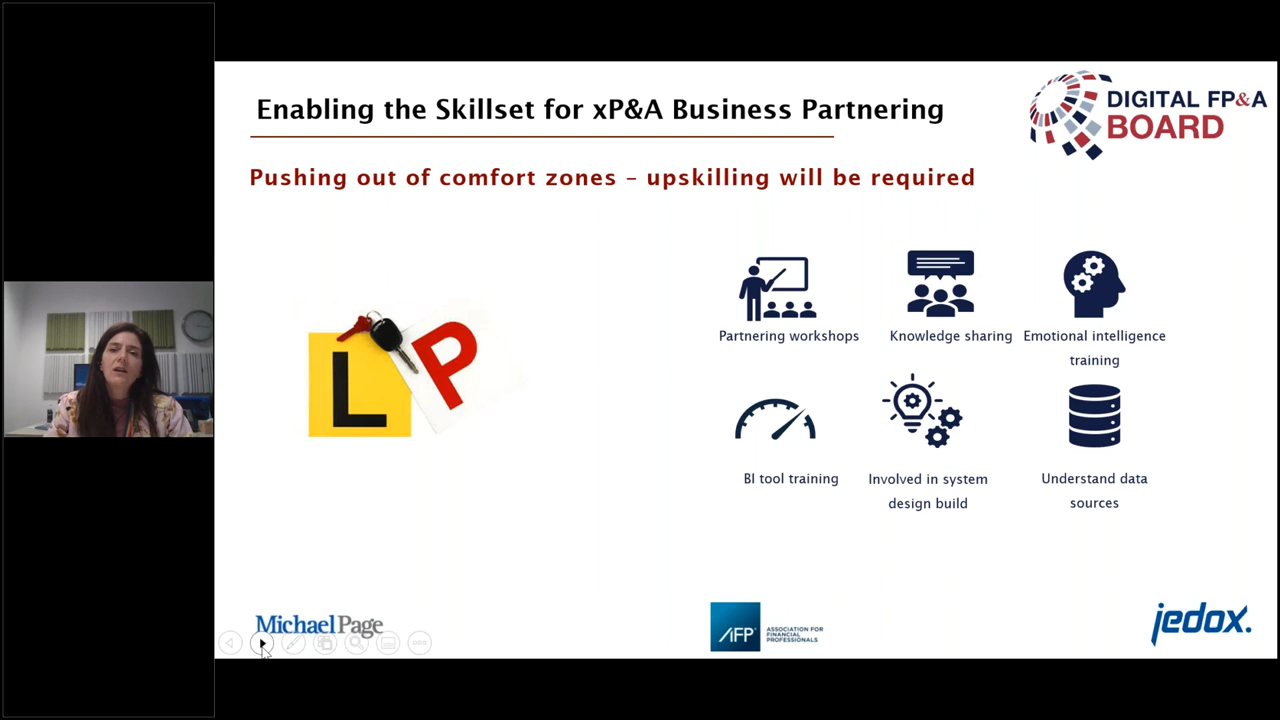 Enabling the Skillset for xP&A Business Partnering
DIGITAL FP&A
BOARD
Pushing out of comfort zones – upskilling will be required
L P
Partnering workshops
Knowledge sharing
Emotional intelligence
training
BI tool training
Involved in system
design build
Understand data
sources
MichaelPage
AFP
ASSOCIATION FOR
FINANCIAL
PROFESSIONALS
jedox.